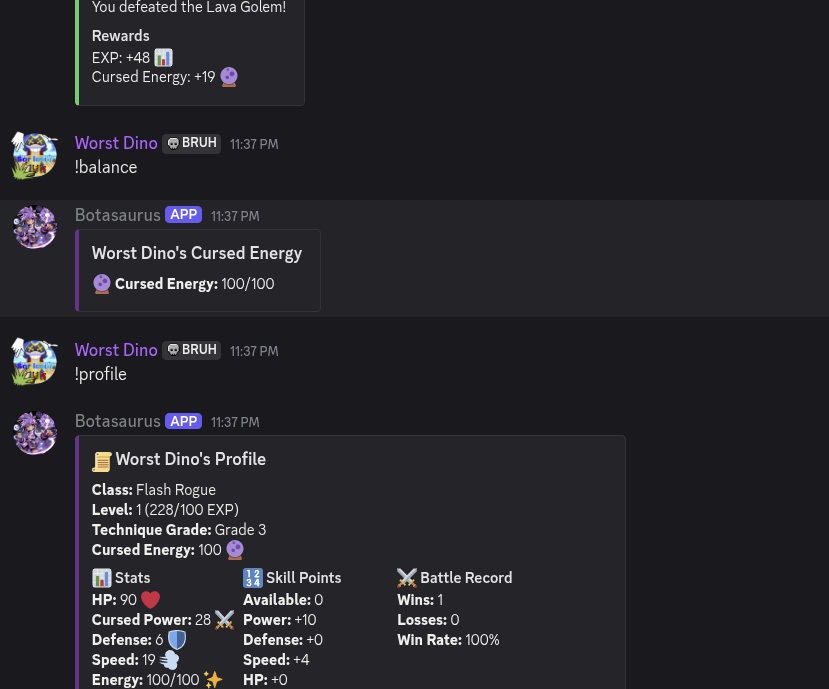 You defeated the Lava Golem!
Rewards
EXP: +48
Cursed Energy: +19
Worst Dino BRUH 11:37 PM
!balance
Botasaurus APP 11:37 PM
Worst Dino's Cursed Energy
Cursed Energy: 100/100
Worst Dino BRUH 11:37 PM
!profile
Botasaurus APP 11:37 PM
Worst Dino's Profile
Class: Flash Rogue
Level: 1 (228/100 EXP)
Technique Grade: Grade 3
Cursed Energy: 100
Stats
HP: 90
Cursed Power: 28
Defense: 6
Speed: 19
Energy: 100/100
Skill Points
Available: 0
Power: +10
Defense: +0
Speed: +4
HP: +0
Battle Record
Wins: 1
Losses: 0
Win Rate: 100%